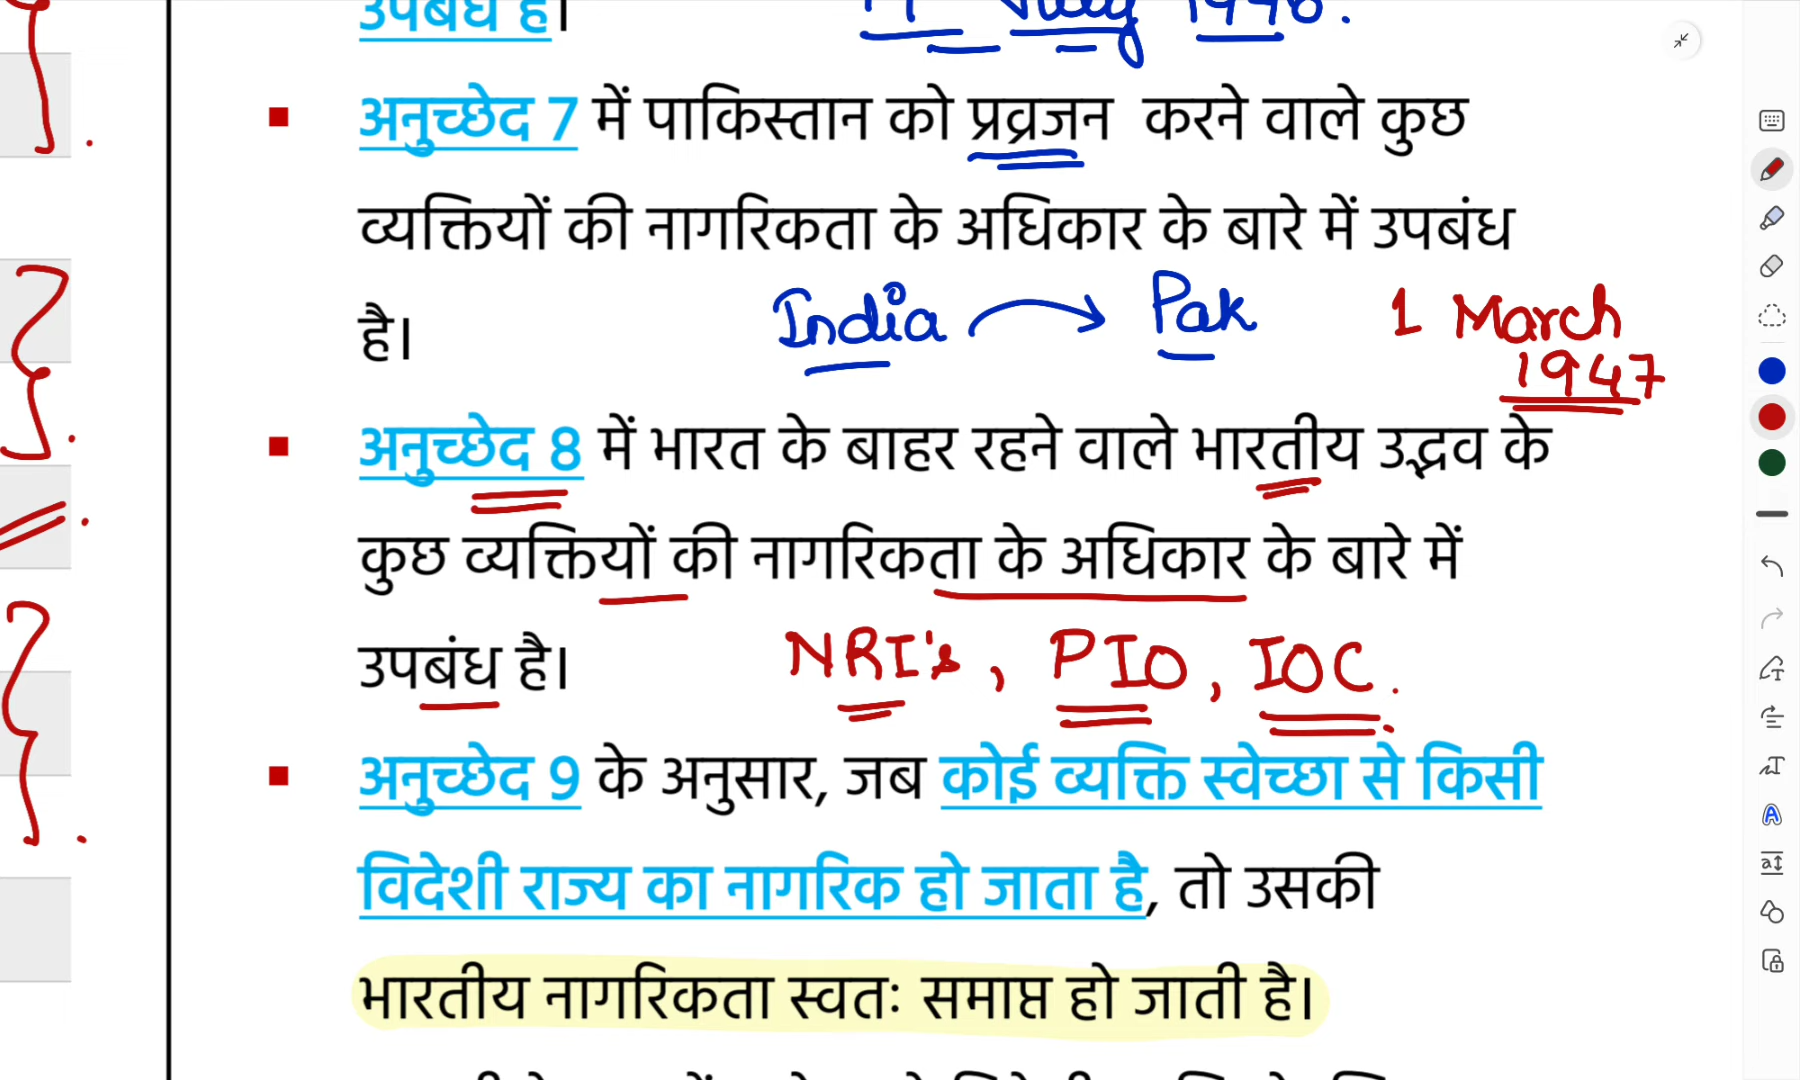 उपबंध है।
July 1948.
अनुच्छेद 7 में पाकिस्तान को प्रव्रजन करने वाले कुछ
व्यक्तियों की नागरिकता के अधिकार के बारे में उपबंध
है।
India → Pak
1 March
1947
अनुच्छेद 8 में भारत के बाहर रहने वाले भारतीय उद्भव के
कुछ व्यक्तियों की नागरिकता के अधिकार के बारे में
उपबंध है।
NRI's, PIO, IOC.
अनुच्छेद 9 के अनुसार, जब कोई व्यक्ति स्वेच्छा से किसी
विदेशी राज्य का नागरिक हो जाता है, तो उसकी
भारतीय नागरिकता स्वतः समाप्त हो जाती है।